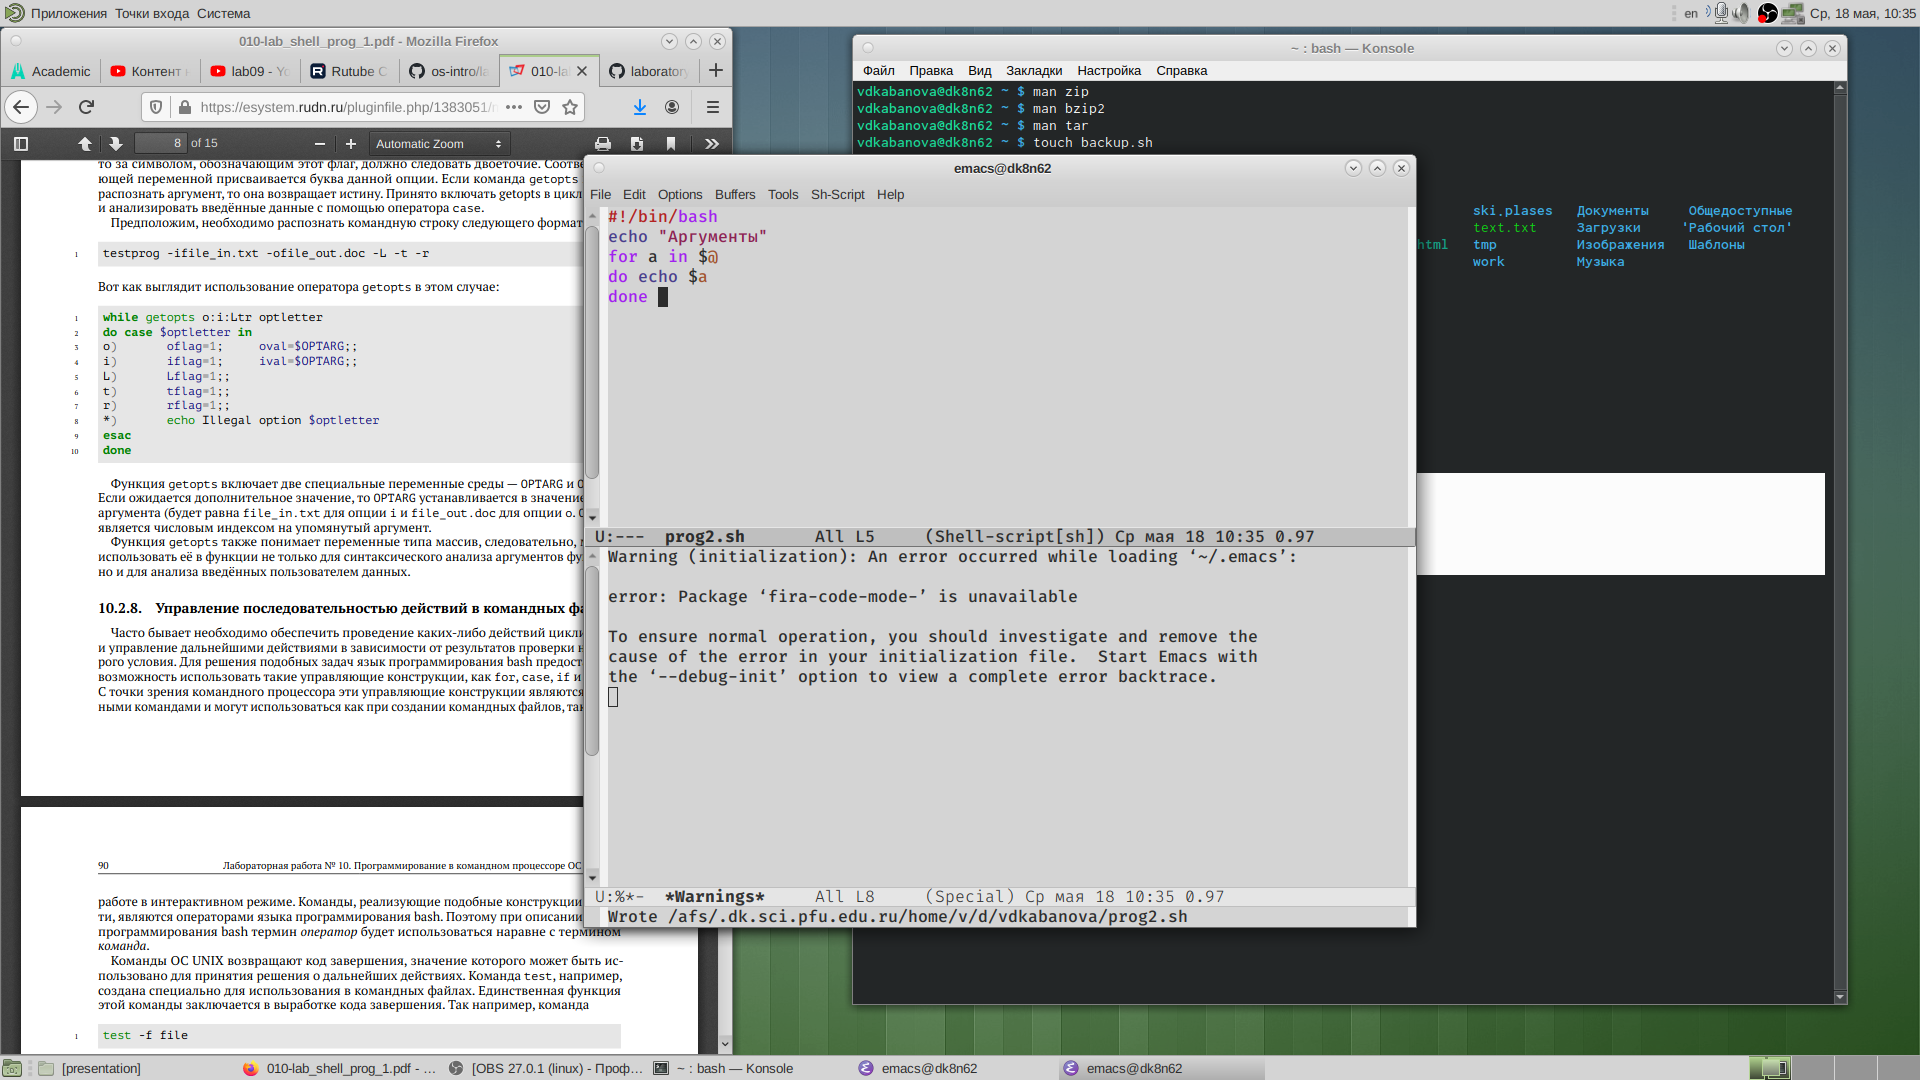 Приложения Точки входа Система
en
Ср, 18 мая, 10:35
010-lab_shell_prog_1.pdf - Mozilla Firefox
Academic
Контент
lab09 - Yo
Rutube C
os-intro/la
010-la
laboratory
https://esystem.rudn.ru/pluginfile.php/1383051/
8 of 15
Automatic Zoom
то за символом, обозначающим этот флаг, должно следовать двоеточие. Соотве
ющей переменной присваивается буква данной опции. Если команда getopts
распознать аргумент, то она возвращает истину. Принято включать getopts в цикл
и анализировать введённые данные с помощью оператора case.
Предположим, необходимо распознать командную строку следующего формат
1 testprog -ifile_in.txt -ofile_out.doc -L -t -r
Вот как выглядит использование оператора getopts в этом случае:
1 while getopts o:i:Ltr optletter
2 do case $optletter in
3 o) oflag=1; oval=$OPTARG;;
4 i) iflag=1; ival=$OPTARG;;
5 L) Lflag=1;;
6 t) tflag=1;;
7 r) rflag=1;;
8 *) echo Illegal option $optletter
9 esac
10 done
Функция getopts включает две специальные переменные среды — OPTARG и O
Если ожидается дополнительное значение, то OPTARG устанавливается в значение
аргумента (будет равна file_in.txt для опции i и file_out.doc для опции o.
является числовым индексом на упомянутый аргумент.
Функция getopts также понимает переменные типа массив, следовательно,
использовать её в функции не только для синтаксического анализа аргументов фу
но и для анализа введённых пользователем данных.
10.2.8. Управление последовательностью действий в командных фа
Часто бывает необходимо обеспечить проведение каких-либо действий цикли
и управление дальнейшими действиями в зависимости от результатов проверки н
рого условия. Для решения подобных задач язык программирования bash предост
возможность использовать такие управляющие конструкции, как for, case, if и
С точки зрения командного процессора эти управляющие конструкции являются
ными командами и могут использоваться как при создании командных файлов, так
90 Лабораторная работа № 10. Программирование в командном процессоре ОС
работе в интерактивном режиме. Команды, реализующие подобные конструкции
ти, являются операторами языка программирования bash. Поэтому при описании
программирования bash термин оператор будет использоваться наравне с термином
команда.
Команды ОС UNIX возвращают код завершения, значение которого может быть ис-
пользовано для принятия решения о дальнейших действиях. Команда test, например,
создана специально для использования в командных файлах. Единственная функция
этой команды заключается в выработке кода завершения. Так например, команда
1 test -f file
~ : bash — Konsole
Файл Правка Вид Закладки Настройка Справка
vdkabanova@dk8n62 ~ $ man zip
vdkabanova@dk8n62 ~ $ man bzip2
vdkabanova@dk8n62 ~ $ man tar
vdkabanova@dk8n62 ~ $ touch backup.sh
ski.plases Документы Общедоступные
text.txt Загрузки 'Рабочий стол'
html tmp Изображения Шаблоны
work Музыка
emacs@dk8n62
File Edit Options Buffers Tools Sh-Script Help
#!/bin/bash
echo "Аргументы"
for a in $@
do echo $a
done
U:--- prog2.sh All L5 (Shell-script[sh]) Ср мая 18 10:35 0.97
Warning (initialization): An error occurred while loading ‘~/.emacs’:
error: Package ‘fira-code-mode-’ is unavailable
To ensure normal operation, you should investigate and remove the
cause of the error in your initialization file.  Start Emacs with
the ‘--debug-init’ option to view a complete error backtrace.
U:%*- *Warnings* All L8 (Special) Ср мая 18 10:35 0.97
Wrote /afs/.dk.sci.pfu.edu.ru/home/v/d/vdkabanova/prog2.sh
[presentation]
010-lab_shell_prog_1.pdf - ...
[OBS 27.0.1 (linux) - Проф...
~ : bash — Konsole
emacs@dk8n62
emacs@dk8n62